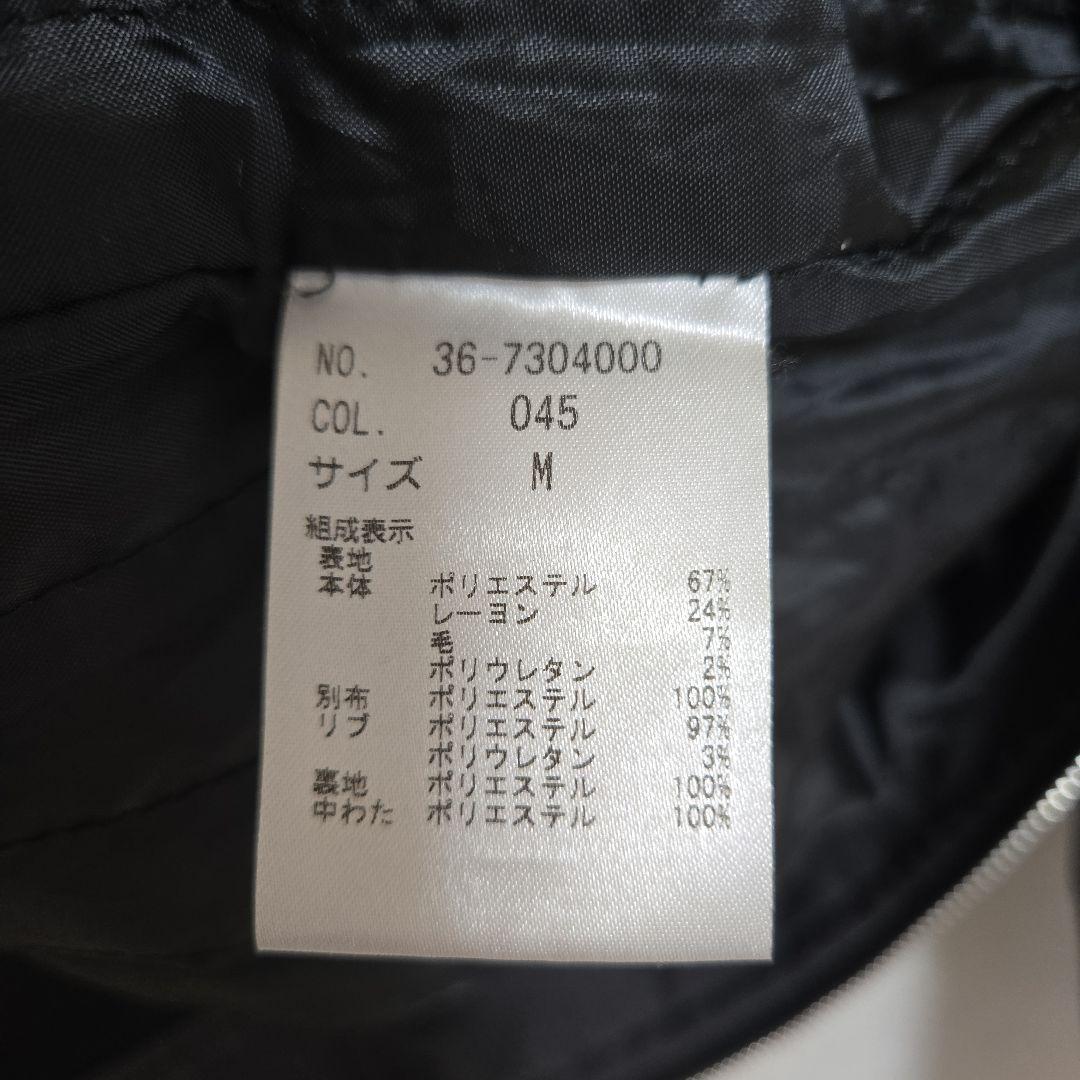 NO. 36-7304000
COL. 045
サイズ M
組成表示
表地
本体 ポリエステル 67%
レーヨン 24%
毛 7%
ポリウレタン 2%
別布 ポリエステル 100%
リブ ポリエステル 97%
ポリウレタン 3%
裏地 ポリエステル 100%
中わた ポリエステル 100%